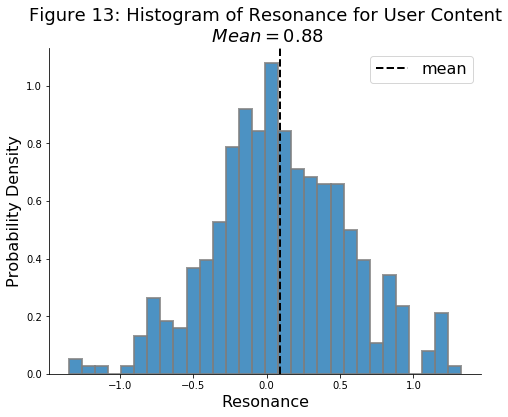 Figure 13: Histogram of Resonance for User Content
Mean = 0.88
mean
1.0
0.8
0.6
0.4
0.2
0.0
Probability Density
−1.0 −0.5 0.0 0.5 1.0
Resonance